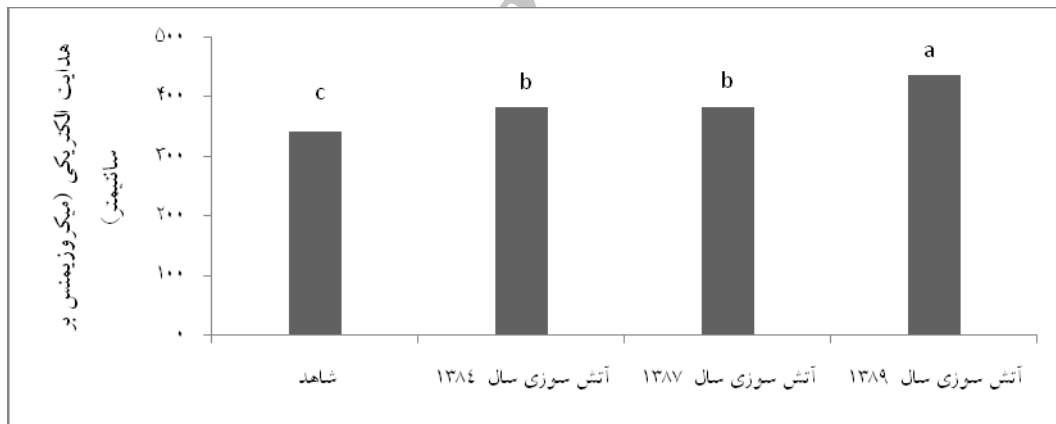 هدایت الکتریکی (میکروزیمنس بر
سانتیمتر)
۵۰۰
۴۰۰
۳۰۰
۲۰۰
۱۰۰
۰
c
b
b
a
شاهد
آتش سوزی سال ۱۳۸٤
آتش سوزی سال ۱۳۸۷
آتش سوزی سال ۱۳۸۹